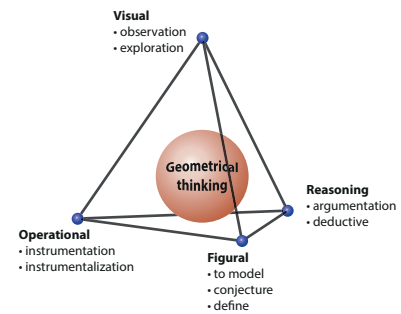 Visual
• observation
• exploration
Geometrical
thinking
Reasoning
• argumentation
• deductive
Operational
• instrumentation
• instrumentalization
Figural
• to model
• conjecture
• define